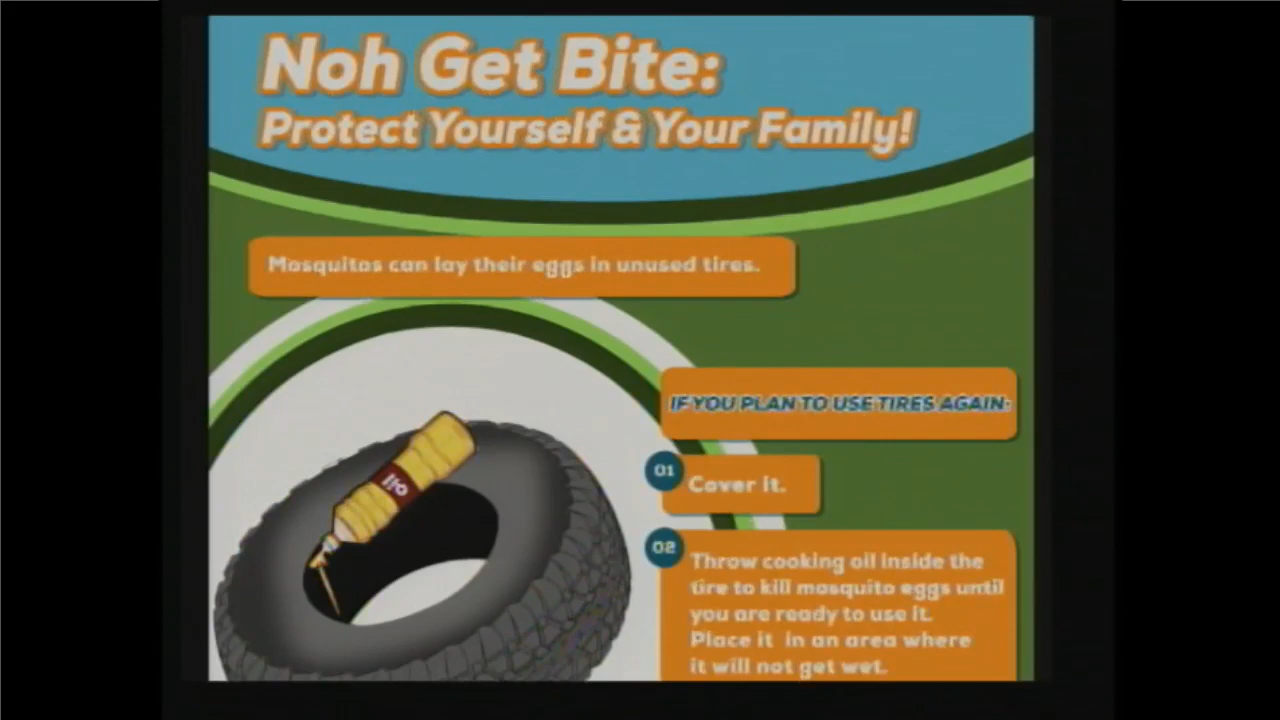 Noh Get Bite:
Protect Yourself & Your Family!
Mosquitos can lay their eggs in unused tires.
IF YOU PLAN TO USE TIRES AGAIN:
01
Cover it.
02
Throw cooking oil inside the
tire to kill mosquito eggs until
you are ready to use it.
Place it in an area where
it will not get wet.
Oil